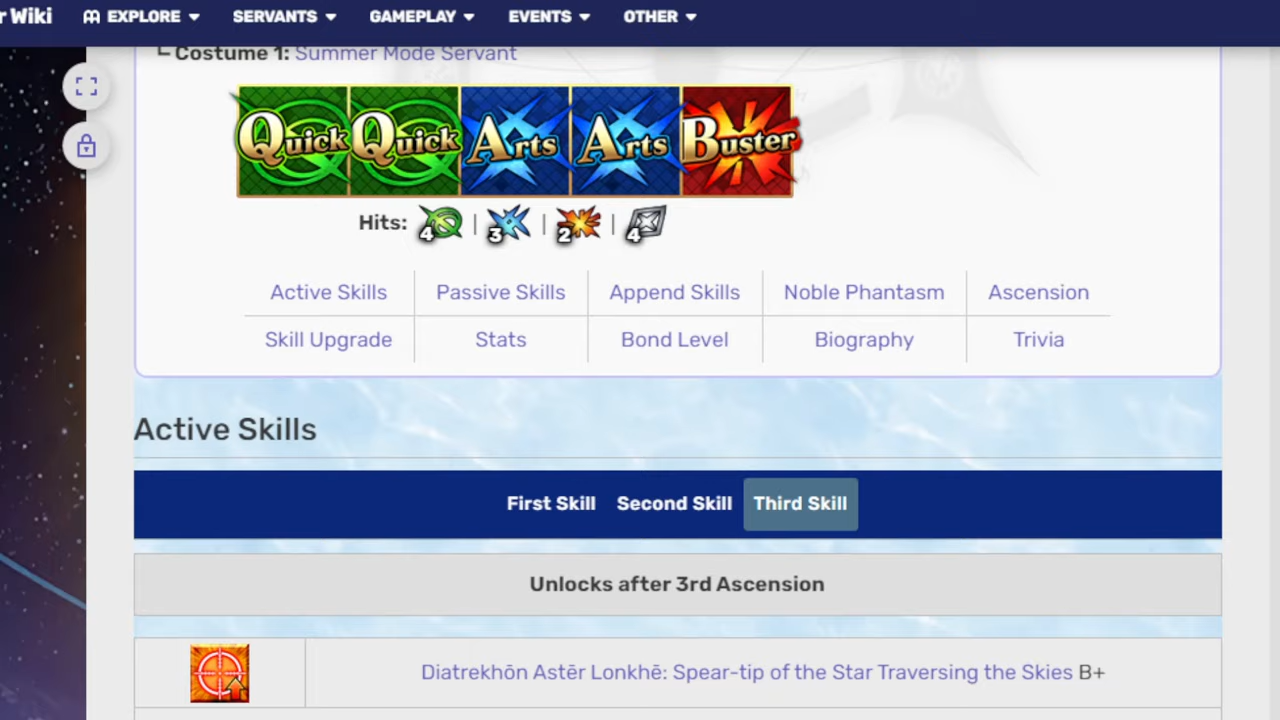 r Wiki EXPLORE SERVANTS GAMEPLAY EVENTS OTHER
Costume 1: Summer Mode Servant
Quick Quick Arts Arts Buster
Hits: 4 | 3 | 2 | 4
Active Skills Passive Skills Append Skills Noble Phantasm Ascension
Skill Upgrade Stats Bond Level Biography Trivia
Active Skills
First Skill Second Skill Third Skill
Unlocks after 3rd Ascension
Diatrekhōn Astēr Lonkhē: Spear-tip of the Star Traversing the Skies B+